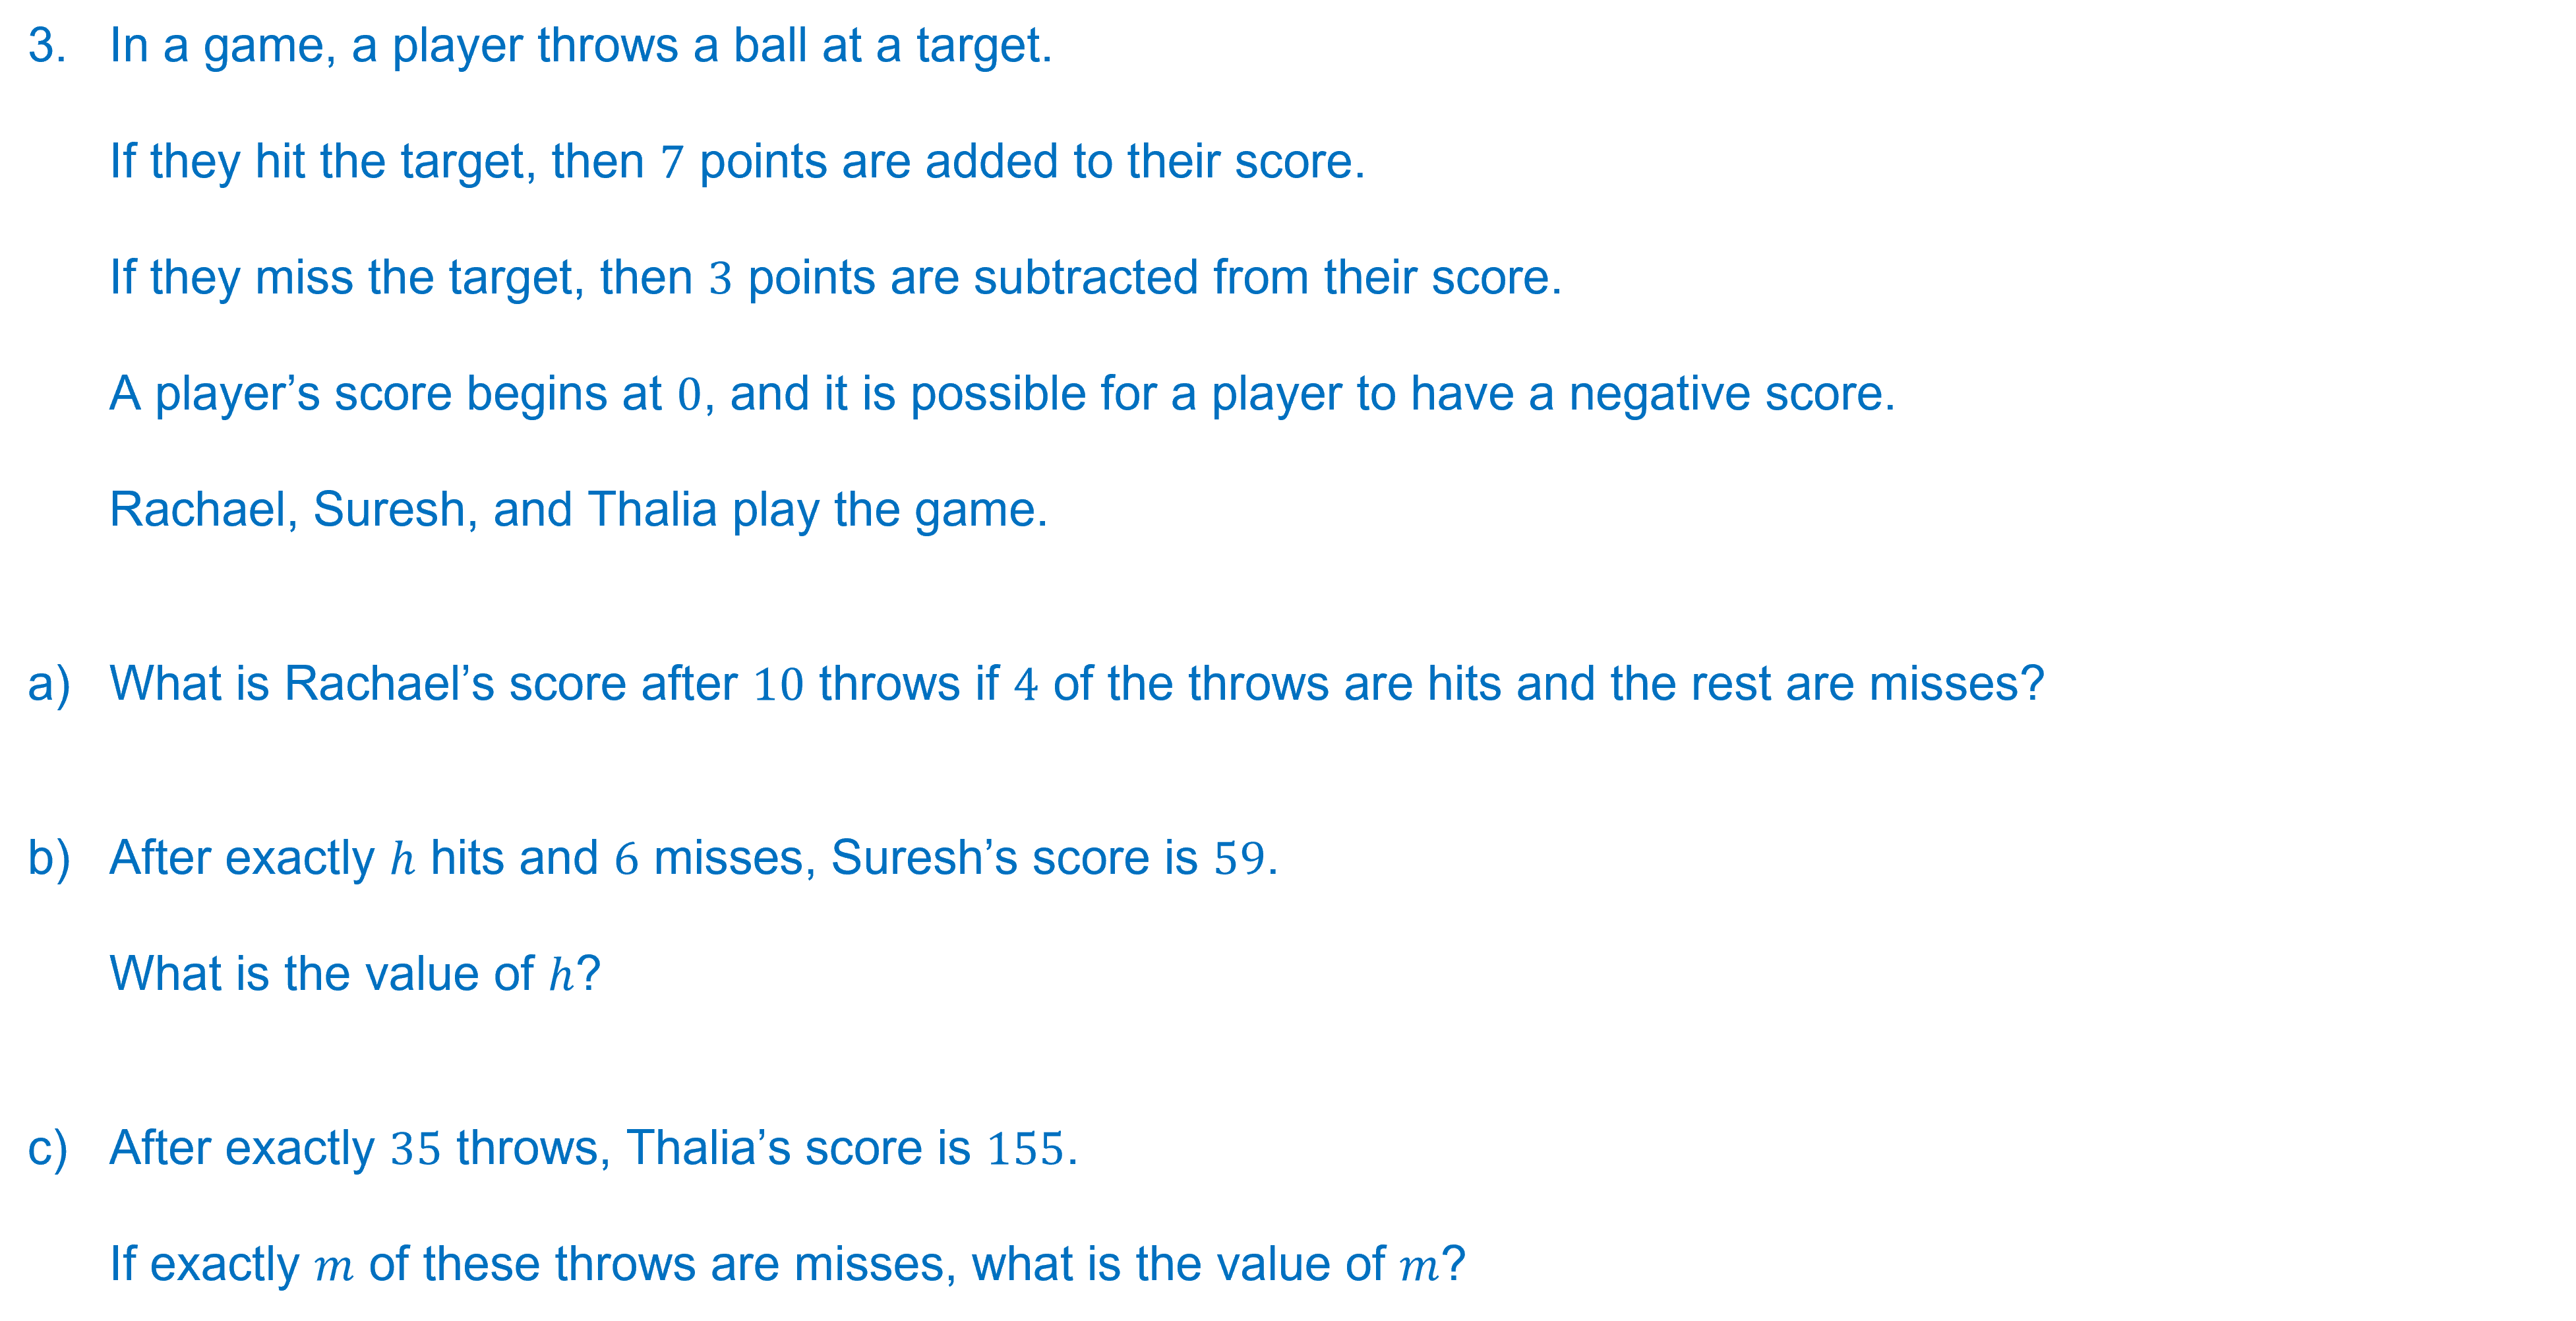 3. In a game, a player throws a ball at a target.
If they hit the target, then 7 points are added to their score.
If they miss the target, then 3 points are subtracted from their score.
A player’s score begins at 0, and it is possible for a player to have a negative score.
Rachael, Suresh, and Thalia play the game.
a) What is Rachael’s score after 10 throws if 4 of the throws are hits and the rest are misses?
b) After exactly h hits and 6 misses, Suresh’s score is 59.
What is the value of h?
c) After exactly 35 throws, Thalia’s score is 155.
If exactly m of these throws are misses, what is the value of m?